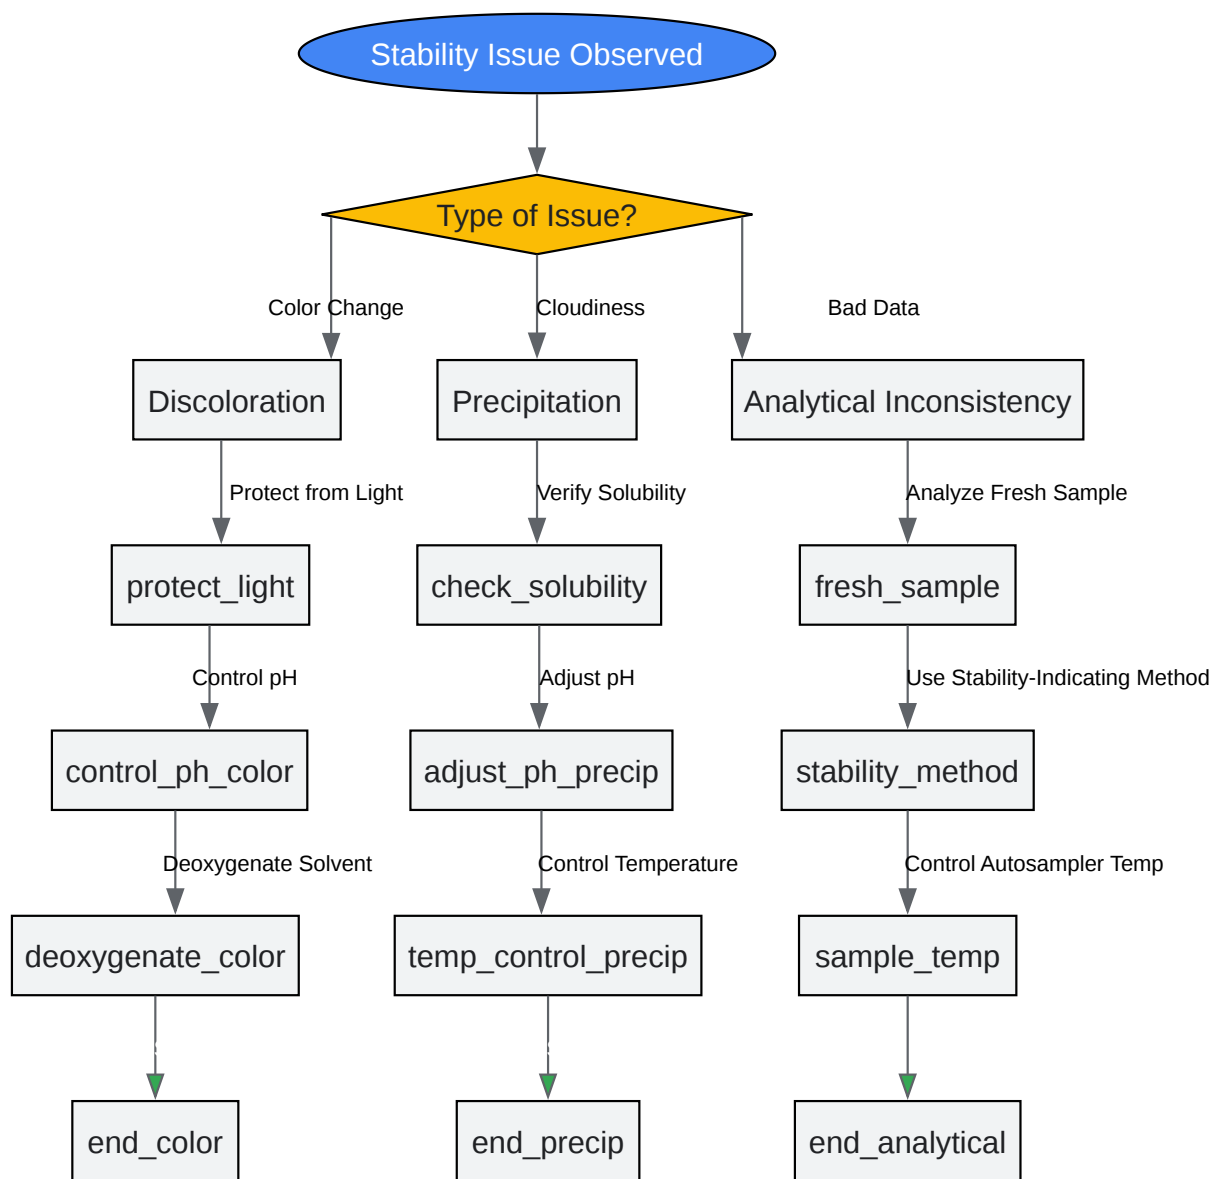 Stability Issue Observed
Type of Issue?
Color Change
Cloudiness
Bad Data
Discoloration
Precipitation
Analytical Inconsistency
Protect from Light
Verify Solubility
Analyze Fresh Sample
protect_light
check_solubility
fresh_sample
Control pH
Adjust pH
Use Stability-Indicating Method
control_ph_color
adjust_ph_precip
stability_method
Deoxygenate Solvent
Control Temperature
Control Autosampler Temp
deoxygenate_color
temp_control_precip
sample_temp
end_color
end_precip
end_analytical